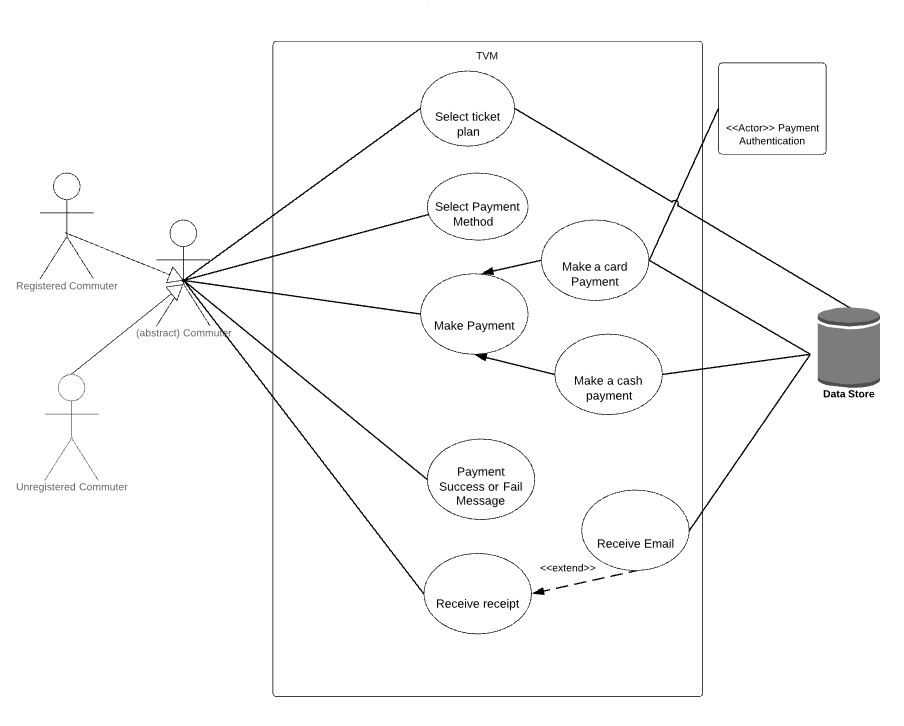 TVM
Select ticket
plan
<<Actor>> Payment
Authentication
Select Payment
Method
Make a card
Payment
Registered Commuter
Make Payment
(abstract) Commuter
Make a cash
payment
Data Store
Unregistered Commuter
Payment
Success or Fail
Message
Receive Email
<<extend>>
Receive receipt